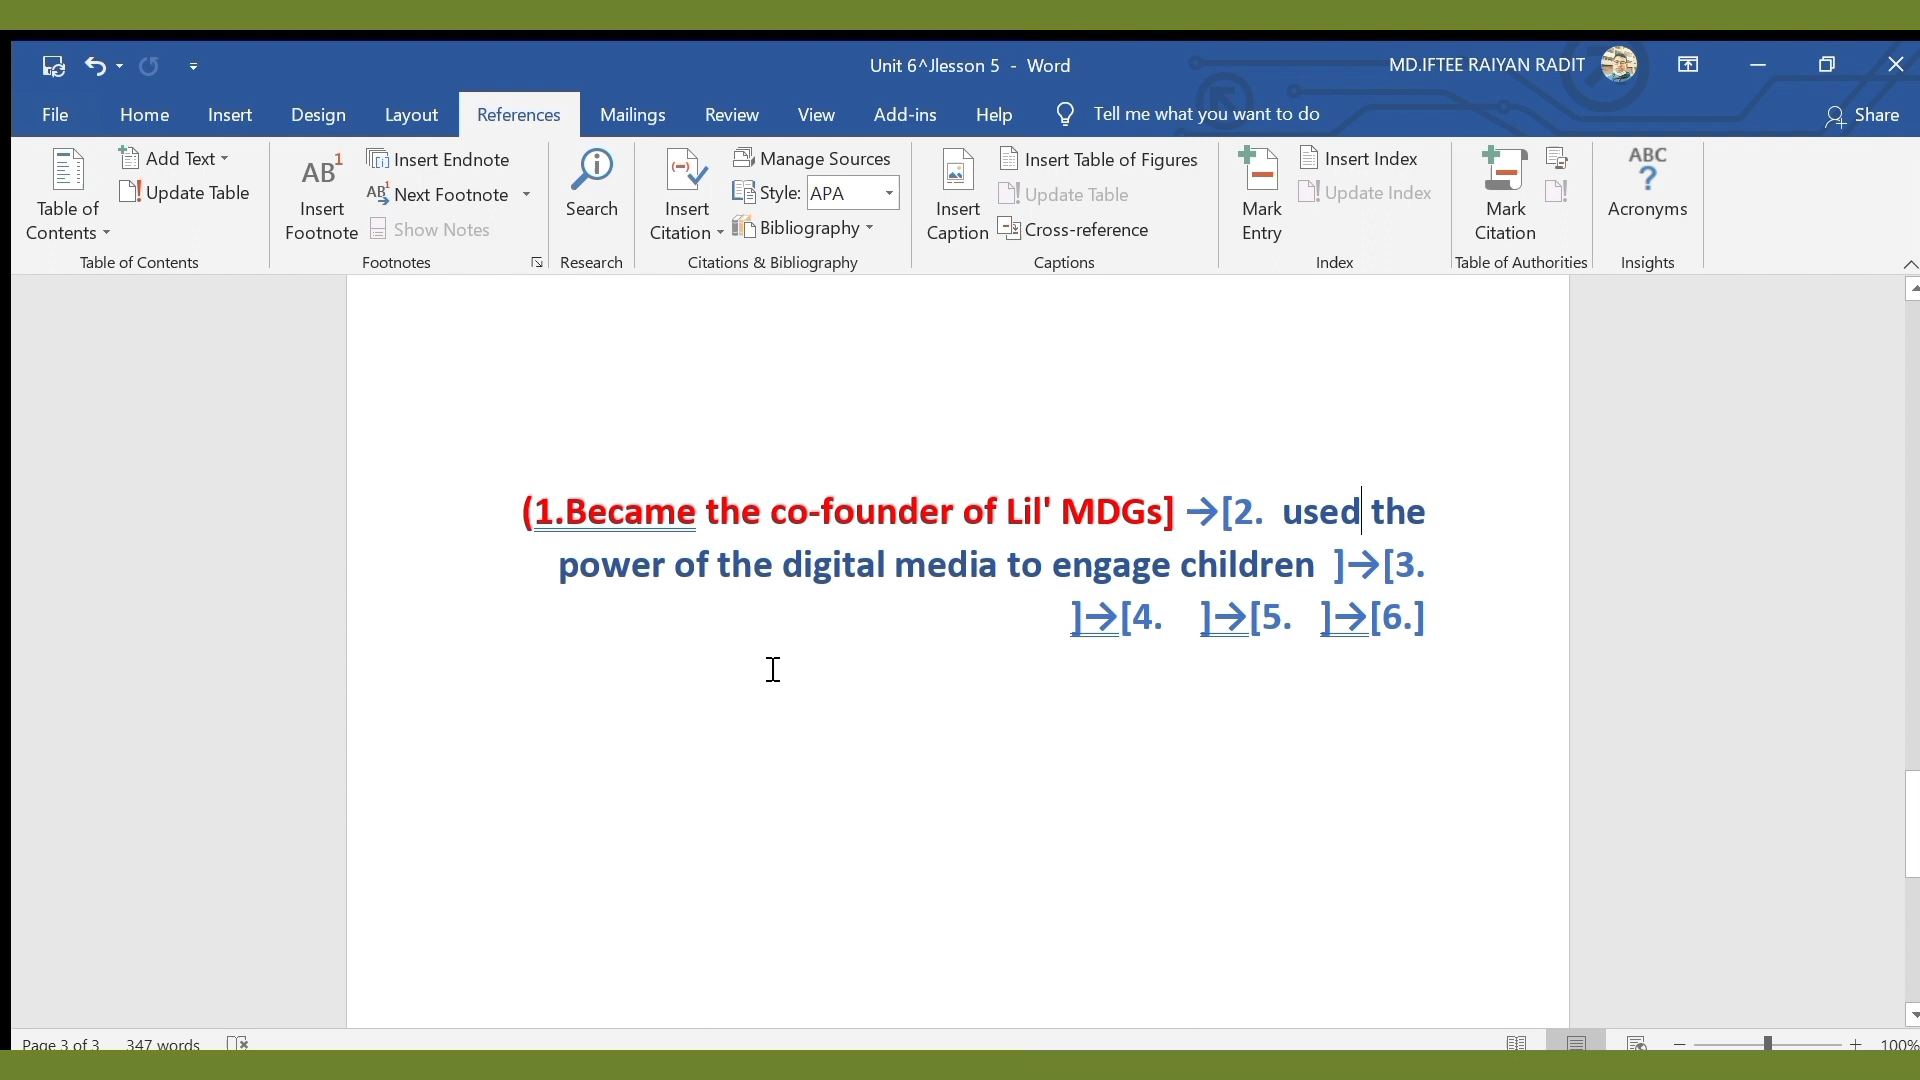 Unit 6^Jlesson 5 - Word
MD.IFTEE RAIYAN RADIT
File Home Insert Design Layout References Mailings Review View Add-ins Help Tell me what you want to do Share
Table of Contents
Add Text
Update Table
Table of Contents
AB1
Insert Footnote
Insert Endnote
AB1 Next Footnote
Show Notes
Footnotes
Search
Research
Insert Citation
Manage Sources
Style: APA
Bibliography
Citations & Bibliography
Insert Caption
Insert Table of Figures
Update Table
Cross-reference
Captions
Mark Entry
Insert Index
Update Index
Index
Mark Citation
Table of Authorities
ABC ?
Acronyms
Insights
(1.Became the co-founder of Lil' MDGs] →[2. used the
power of the digital media to engage children ]→[3.
]→[4. ]→[5. ]→[6.]
Page 3 of 3 347 words
100%